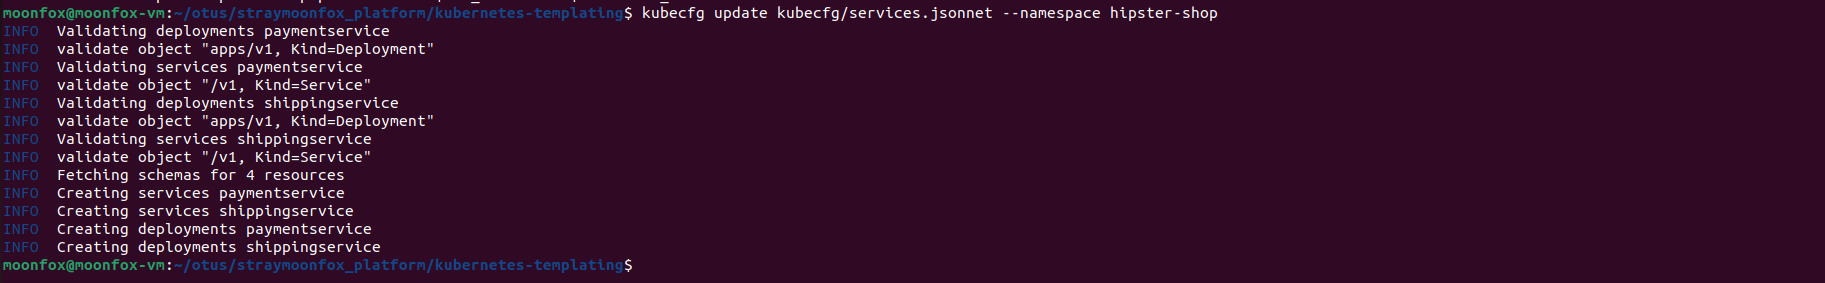 moonfox@moonfox-vm:~/otus/straymoonfox_platform/kubernetes-templating$ kubecfg update kubecfg/services.jsonnet --namespace hipster-shop
INFO  Validating deployments paymentservice
INFO  validate object "apps/v1, Kind=Deployment"
INFO  Validating services paymentservice
INFO  validate object "/v1, Kind=Service"
INFO  Validating deployments shippingservice
INFO  validate object "apps/v1, Kind=Deployment"
INFO  Validating services shippingservice
INFO  validate object "/v1, Kind=Service"
INFO  Fetching schemas for 4 resources
INFO  Creating services paymentservice
INFO  Creating services shippingservice
INFO  Creating deployments paymentservice
INFO  Creating deployments shippingservice
moonfox@moonfox-vm:~/otus/straymoonfox_platform/kubernetes-templating$